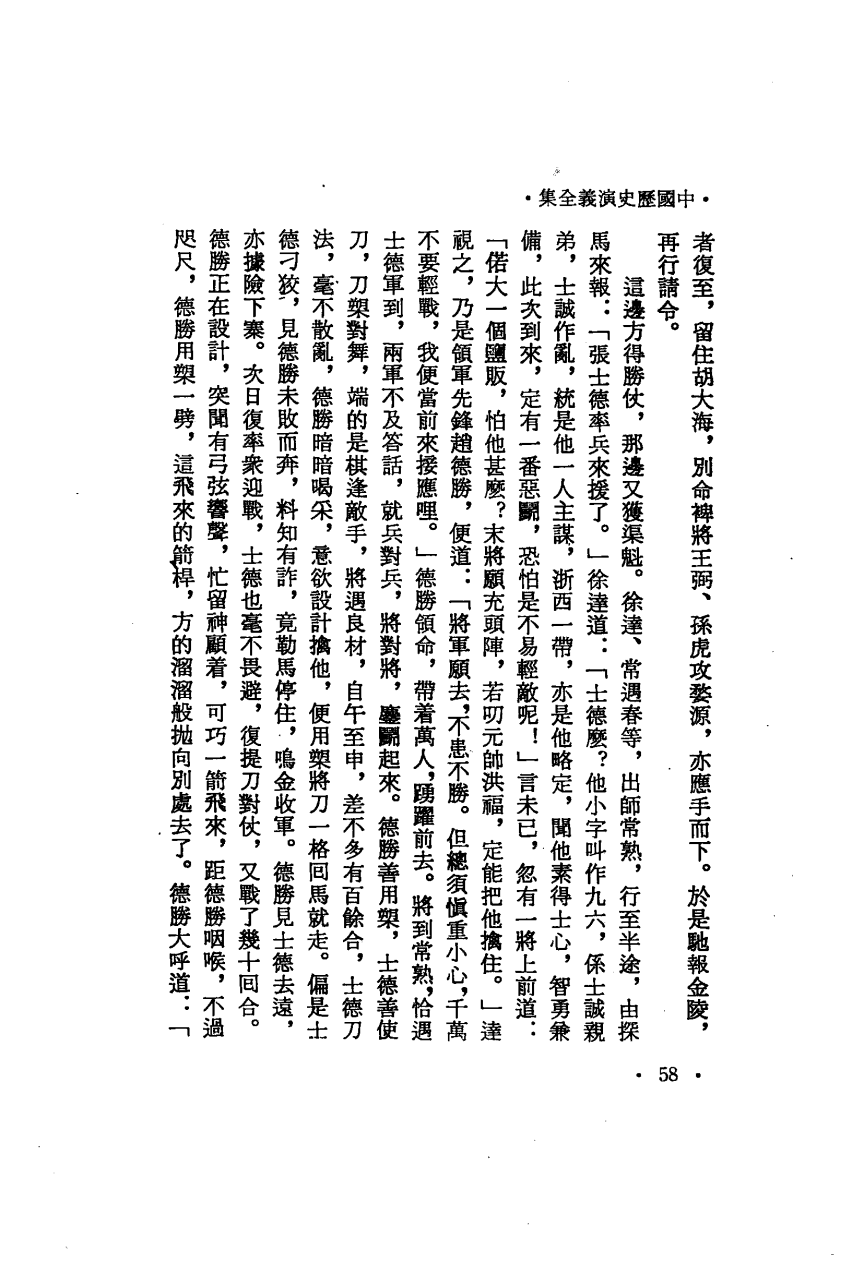 ·中國歷史演義全集·
者復至，留住胡大海，別命裨將王弼、孫虎攻婺源，亦應手而下。於是馳報金陵，
再行請令。
這邊方得勝仗，那邊又獲渠魁。徐達、常遇春等，出師常熟，行至半途，由探
馬來報：「張士德率兵來援了。」徐達道：「士德麼？他小字叫作九六，係士誠親
弟，士誠作亂，統是他一人主謀，浙西一帶，亦是他略定，聞他素得士心，智勇兼
備，此次到來，定有一番惡鬭，恐怕是不易輕敵呢！」言未已，忽有一將上前道：
「偌大一個鹽販，怕他甚麼？末將願充頭陣，若叨元帥洪福，定能把他擒住。」達
視之，乃是領軍先鋒趙德勝，便道：「將軍願去，不患不勝。但總須慎重小心，千萬
不要輕戰，我便當前來接應哩。」德勝領命，帶着萬人，踴躍前去。將到常熟，恰遇
士德軍到，兩軍不及答話，就兵對兵，將對將，鏖鬭起來。德勝善用槊，士德善使
刀，刀槊對舞，端的是棋逢敵手，將遇良材，自午至申，差不多有百餘合，士德刀
法，毫不散亂，德勝暗暗喝采，意欲設計擒他，便用槊將刀一格回馬就走。偏是士
德刁狡，見德勝未敗而奔，料知有詐，竟勒馬停住，鳴金收軍。德勝見士德去遠，
亦據險下寨。次日復率衆迎戰，士德也毫不畏避，復提刀對仗，又戰了幾十回合。
德勝正在設計，突聞有弓弦響聲，忙留神顧着，可巧一箭飛來，距德勝咽喉，不過
咫尺，德勝用槊一劈，這飛來的箭桿，方的溜溜般拋向別處去了。德勝大呼道：「
·58·